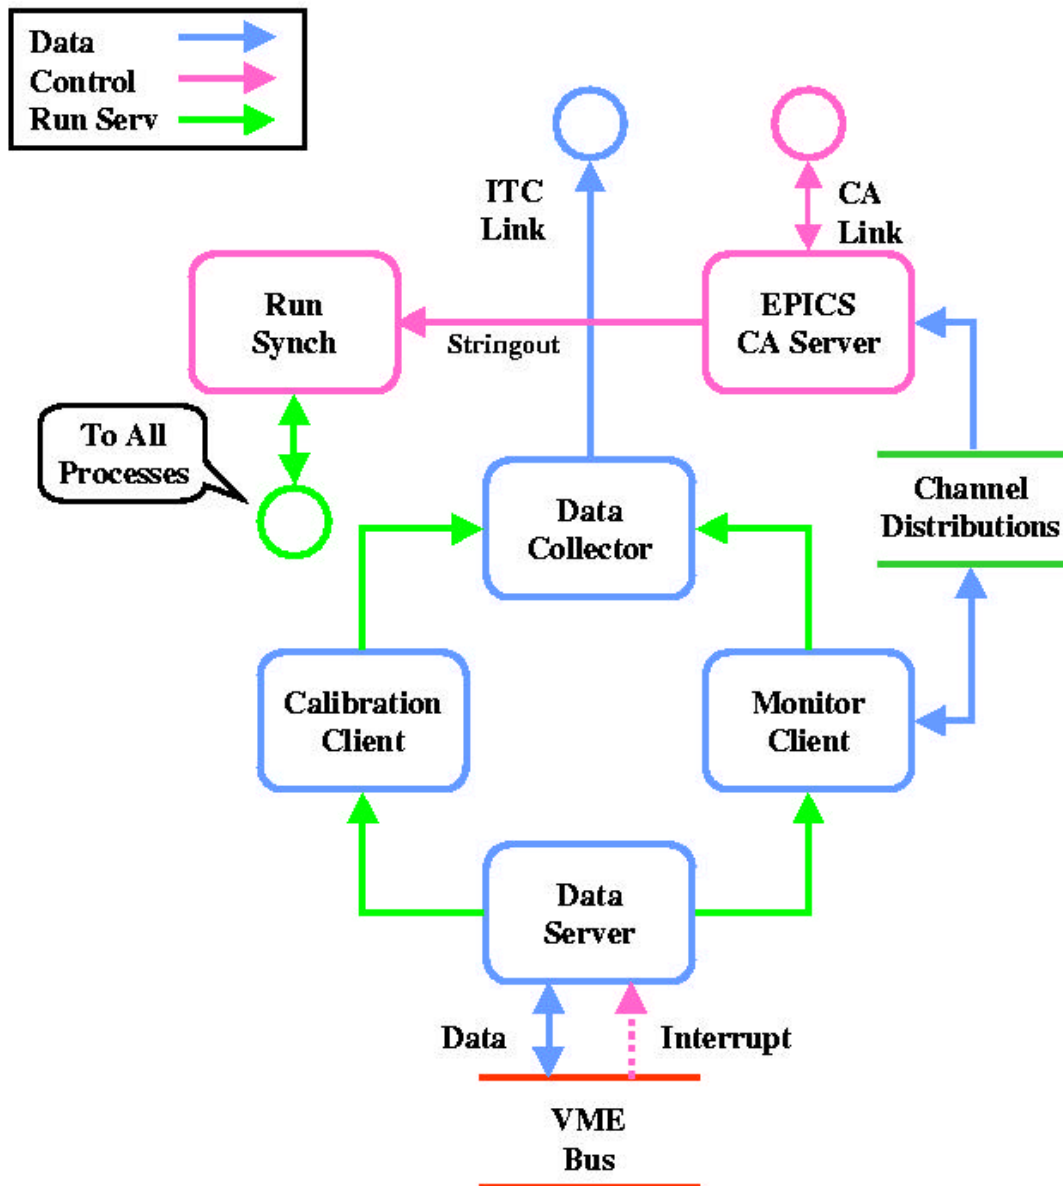 Data
Control
Run Serv
ITC
Link
CA
Link
Run
Synch
Stringout
EPICS
CA Server
To All
Processes
Data
Collector
Channel
Distributions
Calibration
Client
Monitor
Client
Data
Server
Data
Interrupt
VME
Bus